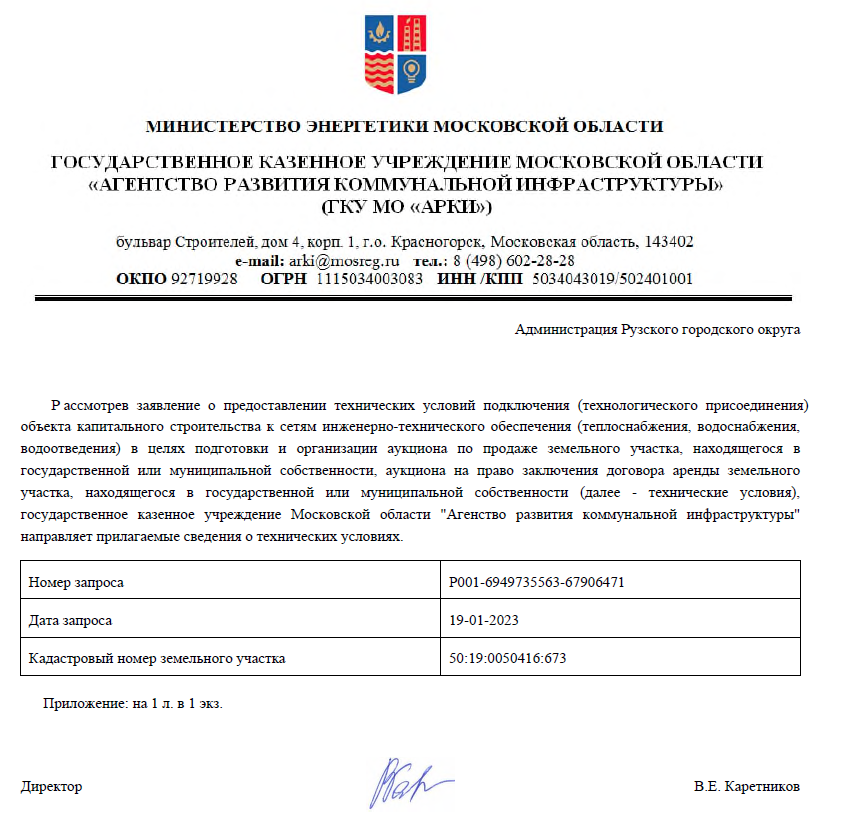 МИНИСТЕРСТВО ЭНЕРГЕТИКИ МОСКОВСКОЙ ОБЛАСТИ
ГОСУДАРСТВЕННОЕ КАЗЕННОЕ УЧРЕЖДЕНИЕ МОСКОВСКОЙ ОБЛАСТИ
«АГЕНТСТВО РАЗВИТИЯ КОММУНАЛЬНОЙ ИНФРАСТРУКТУРЫ»
(ГКУ МО «АРКИ»)
бульвар Строителей, дом 4, корп. 1, г.о. Красногорск, Московская область, 143402
e-mail: arki@mosreg.ru тел.: 8 (498) 602-28-28
ОКПО 92719928 ОГРН 1115034003083 ИНН /КПП 5034043019/502401001
Администрация Рузского городского округа
Р ассмотрев заявление о предоставлении технических условий подключения (технологического присоединения)
объекта капитального строительства к сетям инженерно-технического обеспечения (теплоснабжения, водоснабжения,
водоотведения) в целях подготовки и организации аукциона по продаже земельного участка, находящегося в
государственной или муниципальной собственности, аукциона на право заключения договора аренды земельного
участка, находящегося в государственной или муниципальной собственности (далее - технические условия),
государственное казенное учреждение Московской области "Агенство развития коммунальной инфраструктуры"
направляет прилагаемые сведения о технических условиях.
Номер запроса P001-6949735563-67906471
Дата запроса 19-01-2023
Кадастровый номер земельного участка 50:19:0050416:673
Приложение: на 1 л. в 1 экз.
Директор В.Е. Каретников